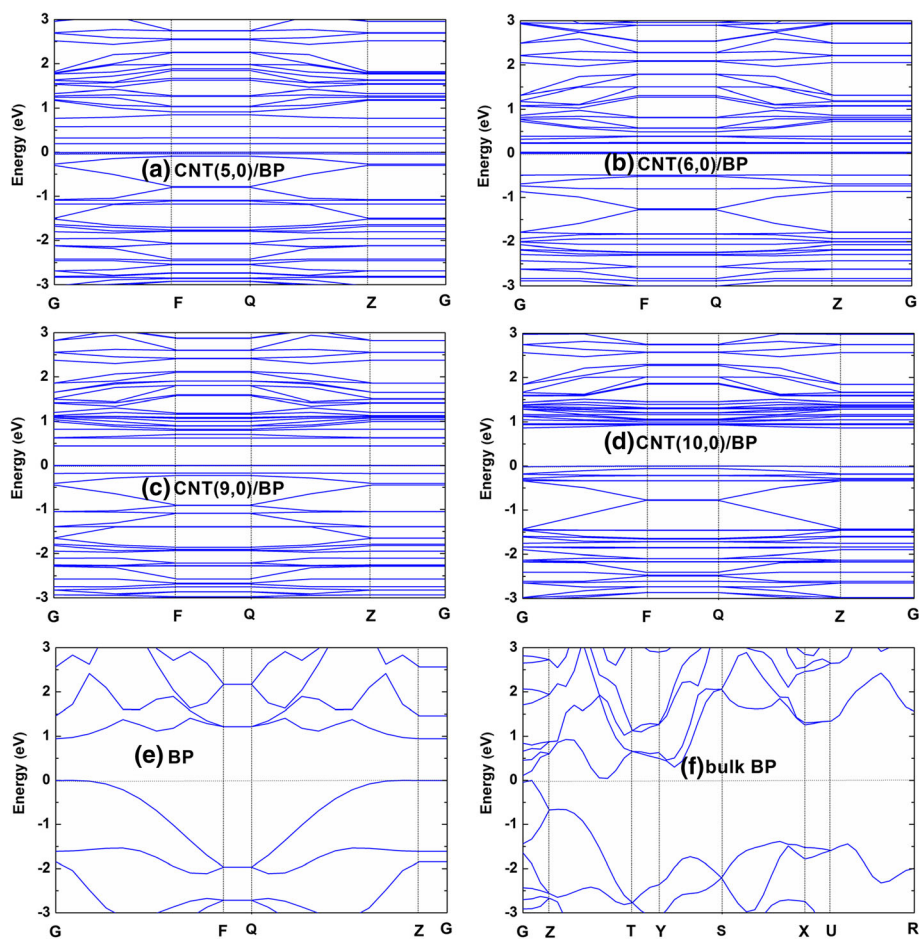 3
2
1
0
-1
-2
-3
Energy (eV)
(a) CNT(5,0)/BP
G F Q Z G
3
2
1
0
-1
-2
-3
Energy (eV)
(b) CNT(6,0)/BP
G F Q Z G
3
2
1
0
-1
-2
-3
Energy (eV)
(c) CNT(9,0)/BP
G F Q Z G
3
2
1
0
-1
-2
-3
Energy (eV)
(d) CNT(10,0)/BP
G F Q Z G
3
2
1
0
-1
-2
-3
Energy (eV)
(e) BP
G F Q Z G
3
2
1
0
-1
-2
-3
Energy (eV)
(f) bulk BP
G Z T Y S X U R